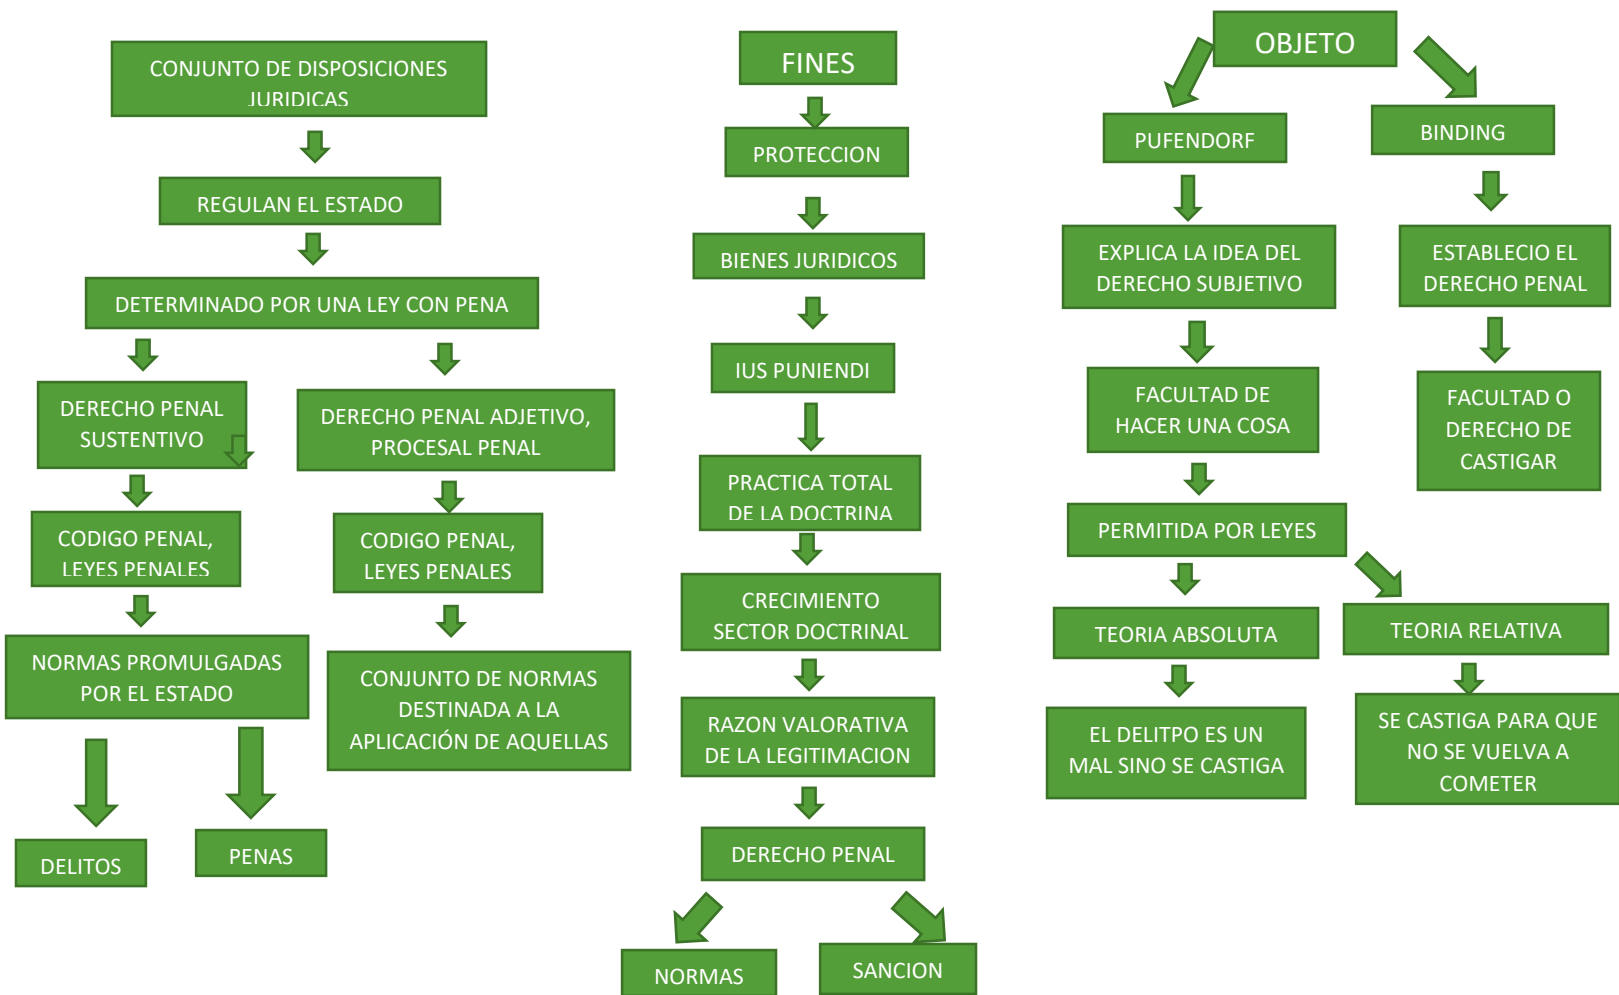 CONJUNTO DE DISPOSICIONES
JURIDICAS
REGULAN EL ESTADO
DETERMINADO POR UNA LEY CON PENA
DERECHO PENAL
SUSTENTIVO
CODIGO PENAL,
LEYES PENALES
NORMAS PROMULGADAS
POR EL ESTADO
DELITOS
PENAS
DERECHO PENAL ADJETIVO,
PROCESAL PENAL
CODIGO PENAL,
LEYES PENALES
CONJUNTO DE NORMAS
DESTINADA A LA
APLICACIÓN DE AQUELLAS
FINES
PROTECCION
BIENES JURIDICOS
IUS PUNIENDI
PRACTICA TOTAL
DE LA DOCTRINA
CRECIMIENTO
SECTOR DOCTRINAL
RAZON VALORATIVA
DE LA LEGITIMACION
DERECHO PENAL
NORMAS
SANCION
OBJETO
PUFENDORF
EXPLICA LA IDEA DEL
DERECHO SUBJETIVO
FACULTAD DE
HACER UNA COSA
PERMITIDA POR LEYES
TEORIA ABSOLUTA
EL DELITPO ES UN
MAL SINO SE CASTIGA
TEORIA RELATIVA
SE CASTIGA PARA QUE
NO SE VUELVA A
COMETER
BINDING
ESTABLECIO EL
DERECHO PENAL
FACULTAD O
DERECHO DE
CASTIGAR